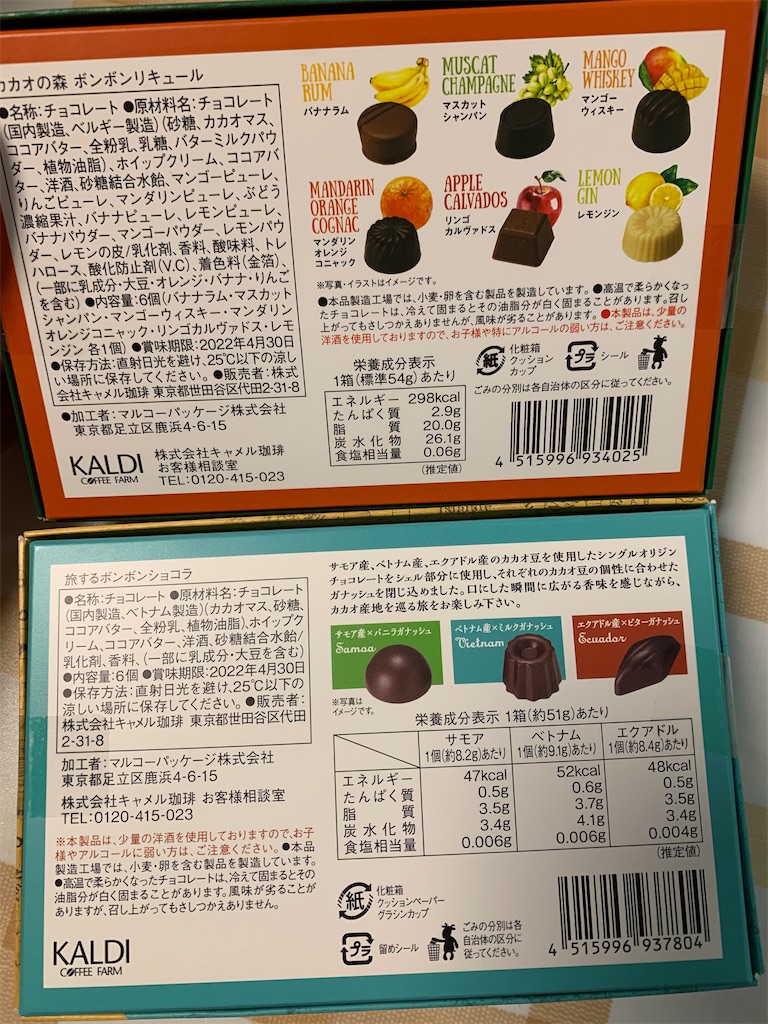 カカオの森 ボンボンリキュール
●名称:チョコレート ●原材料名:チョコレート
(国内製造、ベルギー製造)(砂糖、カカオマス、
ココアバター、全粉乳、乳糖、バターミルクパウ
ダー、植物油脂)、ホイップクリーム、ココアバ
ター、洋酒、砂糖結合水飴、マンゴーピューレ、
りんごピューレ、マンダリンピューレ、ぶどう
濃縮果汁、バナナピューレ、レモンピューレ、
バナナパウダー、マンゴーパウダー、レモンパウ
ダー、レモンの皮/乳化剤、香料、酸味料、トレ
ハロース、酸化防止剤(V.C)、着色料(金箔)、
(一部に乳成分・大豆・オレンジ・バナナ・りんご
を含む) ●内容量:6個(バナナラム・マスカット
シャンパン・マンゴーウィスキー・マンダリン
オレンジコニャック・リンゴカルヴァドス・レモ
ンジン 各1個) ●賞味期限:2022年4月30日
●保存方法:直射日光を避け、25℃以下の涼し
い場所に保存してください。●販売者:株式
会社キャメル珈琲 東京都世田谷区代田2-31-8
●加工者:マルコーパッケージ株式会社
東京都足立区鹿浜4-6-15
KALDI
COFFEE FARM
株式会社キャメル珈琲
お客様相談室
TEL:0120-415-023
BANANA
RUM
バナナラム
MUSCAT
CHAMPAGNE
マスカット
シャンパン
MANGO
WHISKEY
マンゴー
ウィスキー
MANDARIN
ORANGE
COGNAC
マンダリン
オレンジ
コニャック
APPLE
CALVADOS
リンゴ
カルヴァドス
LEMON
GIN
レモンジン
※写真・イラストはイメージです。
●本品製造工場では、小麦・卵を含む製品を製造しています。●高温で柔らかくなっ
たチョコレートは、冷えて固まるとその油脂分が白く固まることがあります。召し
上がってもさしつかえありませんが、風味が劣ることがあります。●本製品は、少量の
洋酒を使用しておりますので、お子様や特にアルコールの弱い方は、ご注意ください。
栄養成分表示
1箱(標準54g)あたり
エネルギー 298kcal
たんぱく質 2.9g
脂質 20.0g
炭水化物 26.1g
食塩相当量 0.06g
(推定値)
紙
化粧箱
クッション
カップ
プラ
シール
ごみの分別は各自治体の区分に従ってください。
4 515996 934025
旅するボンボンショコラ
●名称:チョコレート ●原材料名:チョコレート
(国内製造、ベトナム製造)(カカオマス、砂糖、
ココアバター、全粉乳、植物油脂)、ホイップク
リーム、ココアバター、洋酒、砂糖結合水飴/
乳化剤、香料、(一部に乳成分・大豆を含む)
●内容量:6個 ●賞味期限:2022年4月30日
●保存方法:直射日光を避け、25℃以下の
涼しい場所に保存してください。●販売者:
株式会社キャメル珈琲 東京都世田谷区代田
2-31-8
加工者:マルコーパッケージ株式会社
東京都足立区鹿浜4-6-15
株式会社キャメル珈琲 お客様相談室
TEL:0120-415-023
※本製品は、少量の洋酒を使用しておりますので、お子
様やアルコールに弱い方は、ご注意ください。●本品
製造工場では、小麦・卵を含む製品を製造しています。
●高温で柔らかくなったチョコレートは、冷えて固まるとその
油脂分が白く固まることがあります。風味が劣ることが
ありますが、召し上がってもさしつかえありません。
KALDI
COFFEE FARM
サモア産、ベトナム産、エクアドル産のカカオ豆を使用したシングルオリジン
チョコレートをシェル部分に使用し、それぞれのカカオ豆の個性に合わせた
ガナッシュを閉じ込めました。口にした瞬間に広がる香味を感じながら、
カカオ産地を巡る旅をお楽しみ下さい。
サモア産×バニラガナッシュ
Samoa
ベトナム産×ミルクガナッシュ
Vietnam
エクアドル産×ビターガナッシュ
Ecuador
※写真は
イメージです。
栄養成分表示 1箱(約51g)あたり
サモア 1個(約8.2g)あたり ベトナム 1個(約9.1g)あたり エクアドル 1個(約8.4g)あたり
エネルギー 47kcal 52kcal 48kcal
たんぱく質 0.5g 0.6g 0.5g
脂質 3.5g 3.7g 3.5g
炭水化物 3.4g 4.1g 3.4g
食塩相当量 0.006g 0.006g 0.004g
(推定値)
紙
化粧箱
クッションペーパー
グラシンカップ
プラ
留めシール
ごみの分別は各
自治体の区分に
従ってください。
4 515996 937804